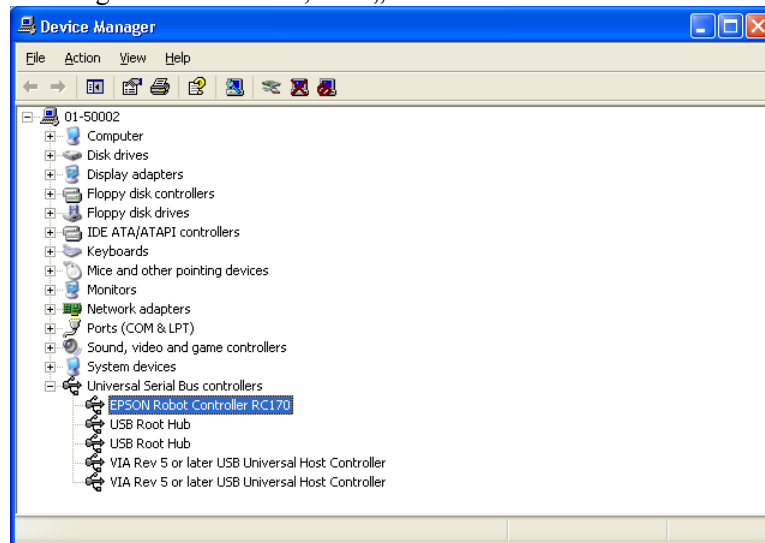 Device Manager
File Action View Help
01-50002
Computer
Disk drives
Display adapters
Floppy disk controllers
Floppy disk drives
IDE ATA/ATAPI controllers
Keyboards
Mice and other pointing devices
Monitors
Network adapters
Ports (COM & LPT)
Sound, video and game controllers
System devices
Universal Serial Bus controllers
EPSON Robot Controller RC170
USB Root Hub
USB Root Hub
VIA Rev 5 or later USB Universal Host Controller
VIA Rev 5 or later USB Universal Host Controller